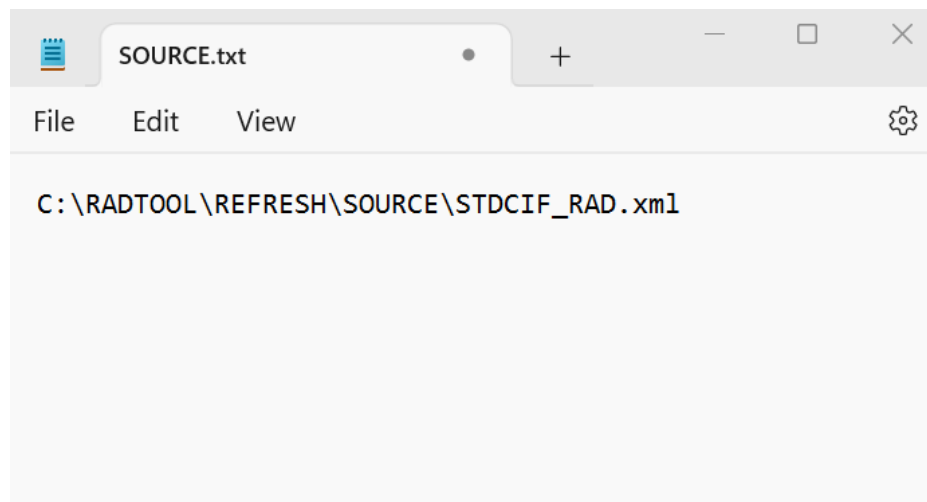 SOURCE.txt
File Edit View
C:\RADTOOL\REFRESH\SOURCE\STDCIF_RAD.xml